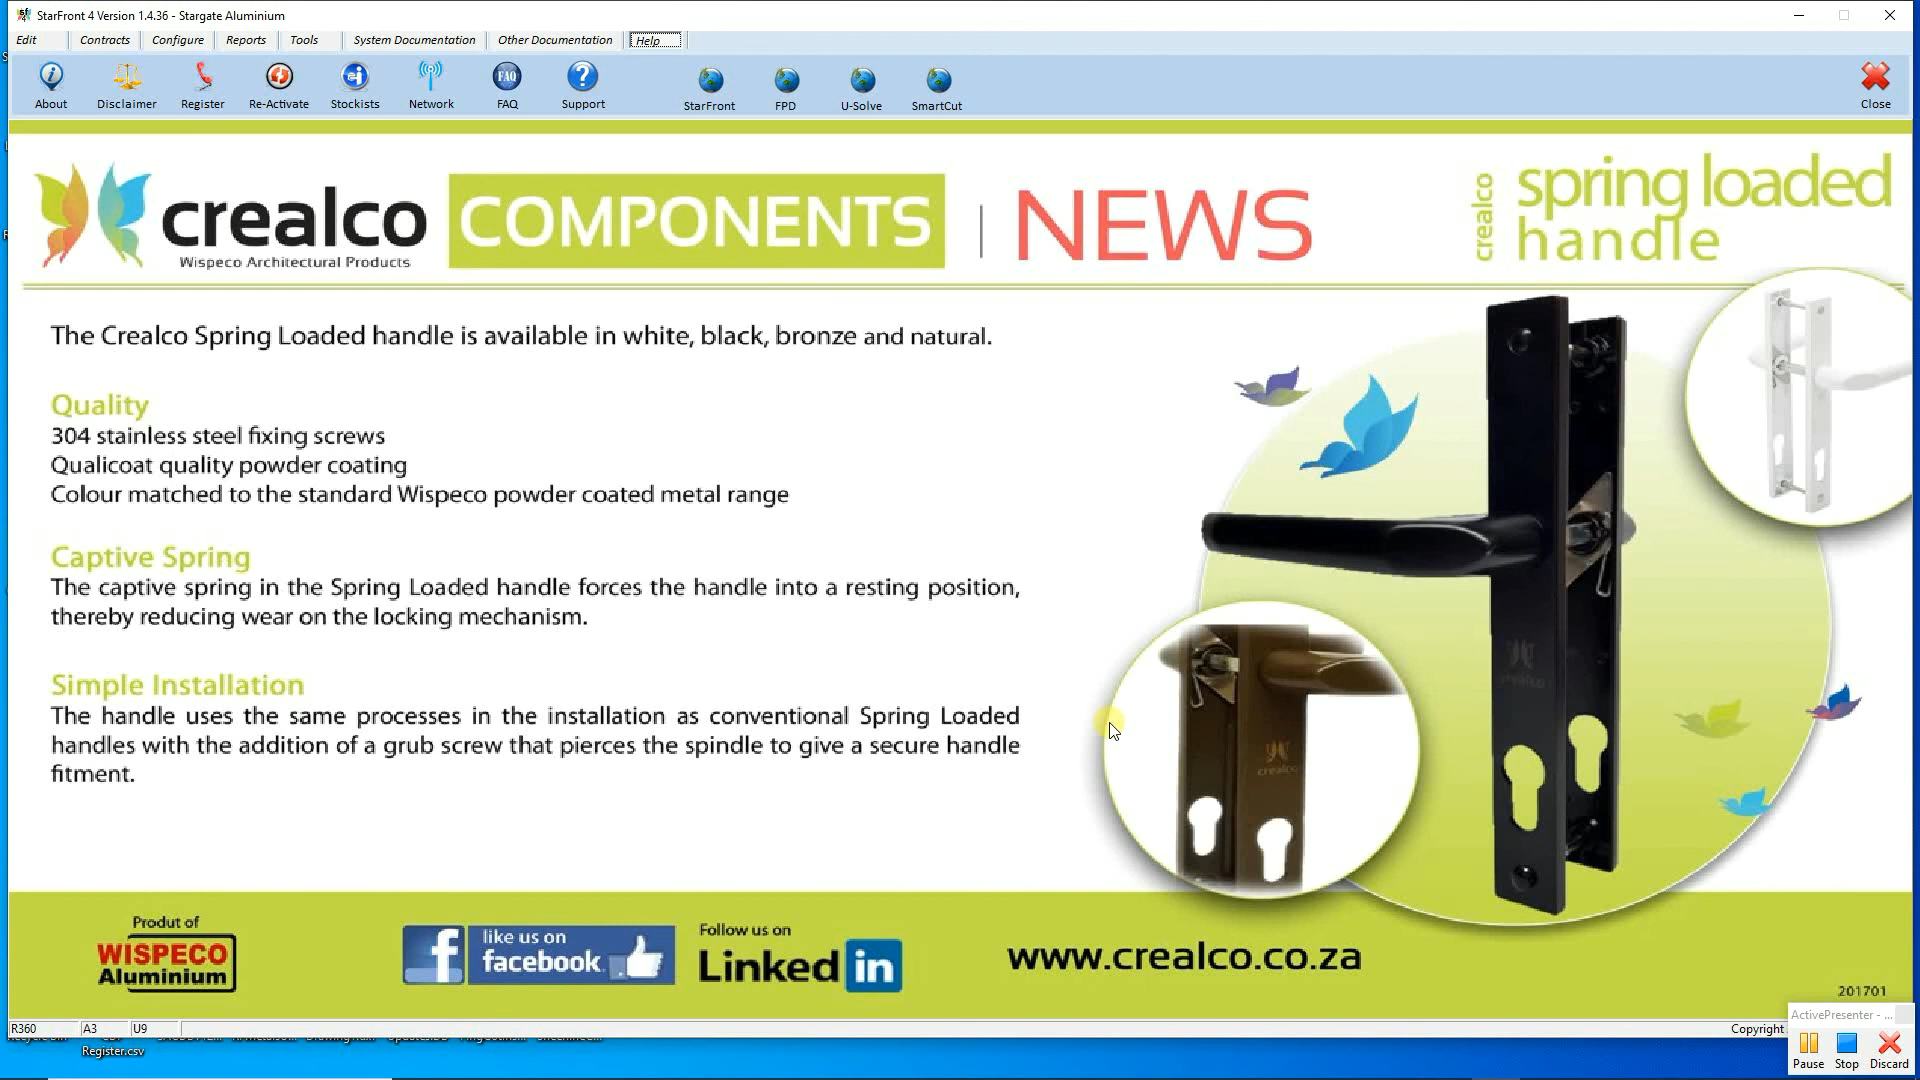 StarFront 4 Version 1.4.36 - Stargate Aluminium
Edit Contracts Configure Reports Tools System Documentation Other Documentation Help
About Disclaimer Register Re-Activate Stockists Network FAQ Support StarFront FPD U-Solve SmartCut Close
crealco COMPONENTS | NEWS
Wispeco Architectural Products
crealco spring loaded
handle
The Crealco Spring Loaded handle is available in white, black, bronze and natural.
Quality
304 stainless steel fixing screws
Qualicoat quality powder coating
Colour matched to the standard Wispeco powder coated metal range
Captive Spring
The captive spring in the Spring Loaded handle forces the handle into a resting position,
thereby reducing wear on the locking mechanism.
Simple Installation
The handle uses the same processes in the installation as conventional Spring Loaded
handles with the addition of a grub screw that pierces the spindle to give a secure handle
fitment.
crealco
crealco
Produt of
WISPECO
Aluminium
like us on
facebook
Follow us on
Linked in
www.crealco.co.za
201701
R360 A3 U9 Copyright
Register.csv
ActivePresenter - ...
Pause Stop Discard